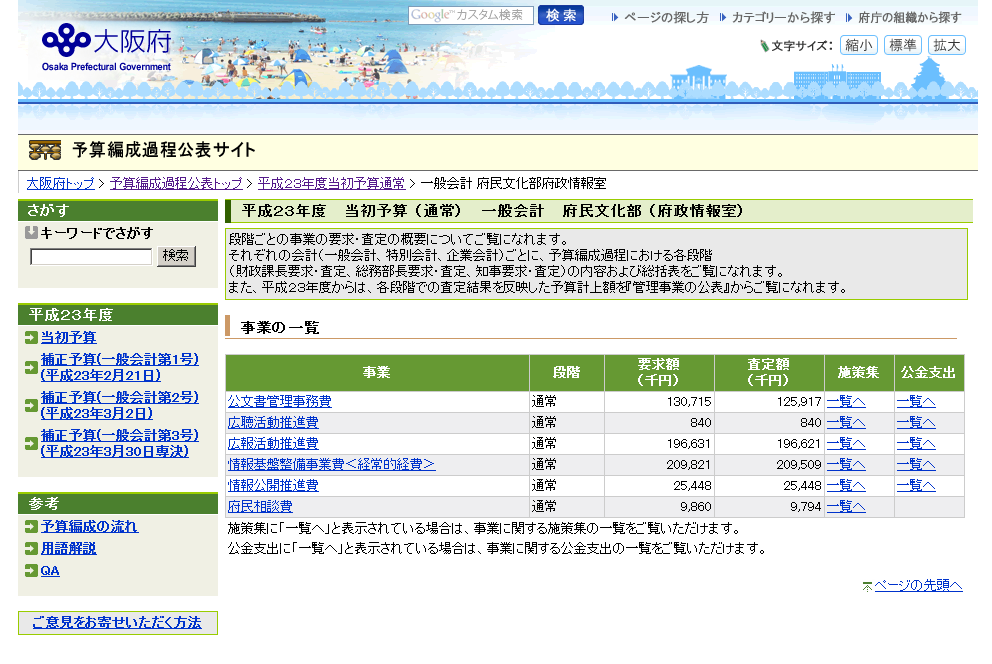 大阪府
Osaka Prefectural Government
Google™カスタム検索 検索
ページの探し方 カテゴリーから探す 府庁の組織から探す
文字サイズ: 縮小 標準 拡大
予算編成過程公表サイト
大阪府トップ > 予算編成過程公表トップ > 平成23年度当初予算通常 > 一般会計 府民文化部府政情報室
さがす
キーワードでさがす
検索
平成23年度
当初予算
補正予算(一般会計第1号)
(平成23年2月21日)
補正予算(一般会計第2号)
(平成23年3月2日)
補正予算(一般会計第3号)
(平成23年3月30日専決)
参考
予算編成の流れ
用語解説
QA
ご意見をお寄せいただく方法
平成23年度 当初予算(通常) 一般会計 府民文化部(府政情報室)
段階ごとの事業の要求・査定の概要についてご覧になれます。
それぞれの会計(一般会計、特別会計、企業会計)ごとに、予算編成過程における各段階
(財政課長要求・査定、総務部長要求・査定、知事要求・査定)の内容および総括表をご覧になれます。
また、平成23年度からは、各段階での査定結果を反映した予算計上額を『管理事業の公表』からご覧になれます。
事業の一覧
事業 段階 要求額(千円) 査定額(千円) 施策集 公金支出
公文書管理事務費 通常 130,715 125,917 一覧へ 一覧へ
広聴活動推進費 通常 840 840 一覧へ 一覧へ
広報活動推進費 通常 196,631 196,621 一覧へ 一覧へ
情報基盤整備事業費<経常的経費> 通常 209,821 209,509 一覧へ 一覧へ
情報公開推進費 通常 25,448 25,448 一覧へ 一覧へ
府民相談費 通常 9,860 9,794 一覧へ
施策集に「一覧へ」と表示されている場合は、事業に関する施策集の一覧をご覧いただけます。
公金支出に「一覧へ」と表示されている場合は、事業に関する公金支出の一覧をご覧いただけます。
ページの先頭へ